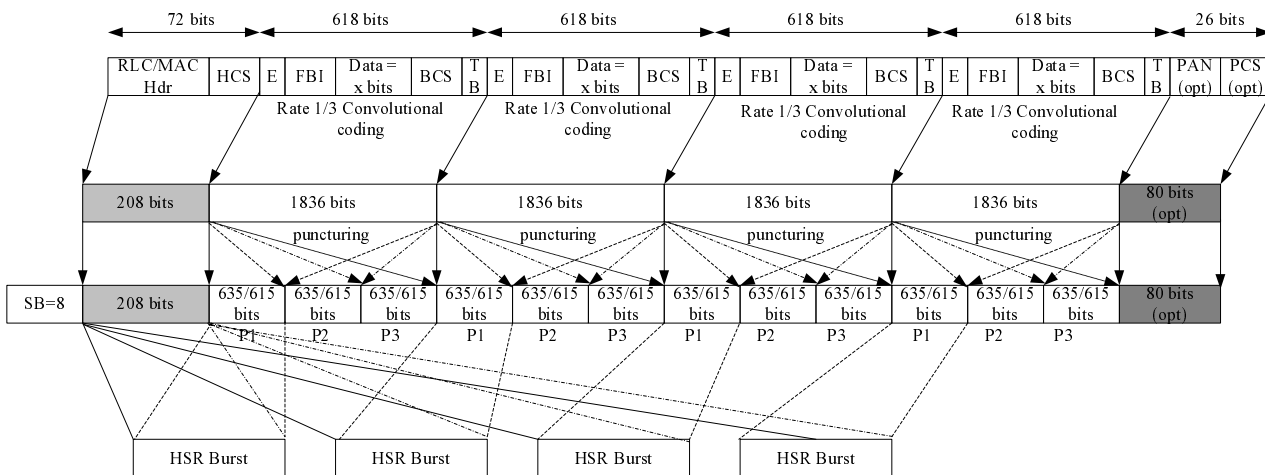 72 bits 618 bits 618 bits 618 bits 618 bits 26 bits
RLC/MAC Hdr HCS E FBI Data = x bits BCS T B E FBI Data = x bits BCS T B E FBI Data = x bits BCS T B E FBI Data = x bits BCS T B PAN (opt) PCS (opt)
Rate 1/3 Convolutional coding Rate 1/3 Convolutional coding Rate 1/3 Convolutional coding Rate 1/3 Convolutional coding
208 bits 1836 bits 1836 bits 1836 bits 1836 bits 80 bits (opt)
puncturing puncturing puncturing puncturing
SB=8 208 bits 635/615 bits 635/615 bits 635/615 bits 635/615 bits 635/615 bits 635/615 bits 635/615 bits 635/615 bits 635/615 bits 635/615 bits 635/615 bits 635/615 bits 80 bits (opt)
P1 P2 P3 P1 P2 P3 P1 P2 P3 P1 P2 P3
HSR Burst HSR Burst HSR Burst HSR Burst